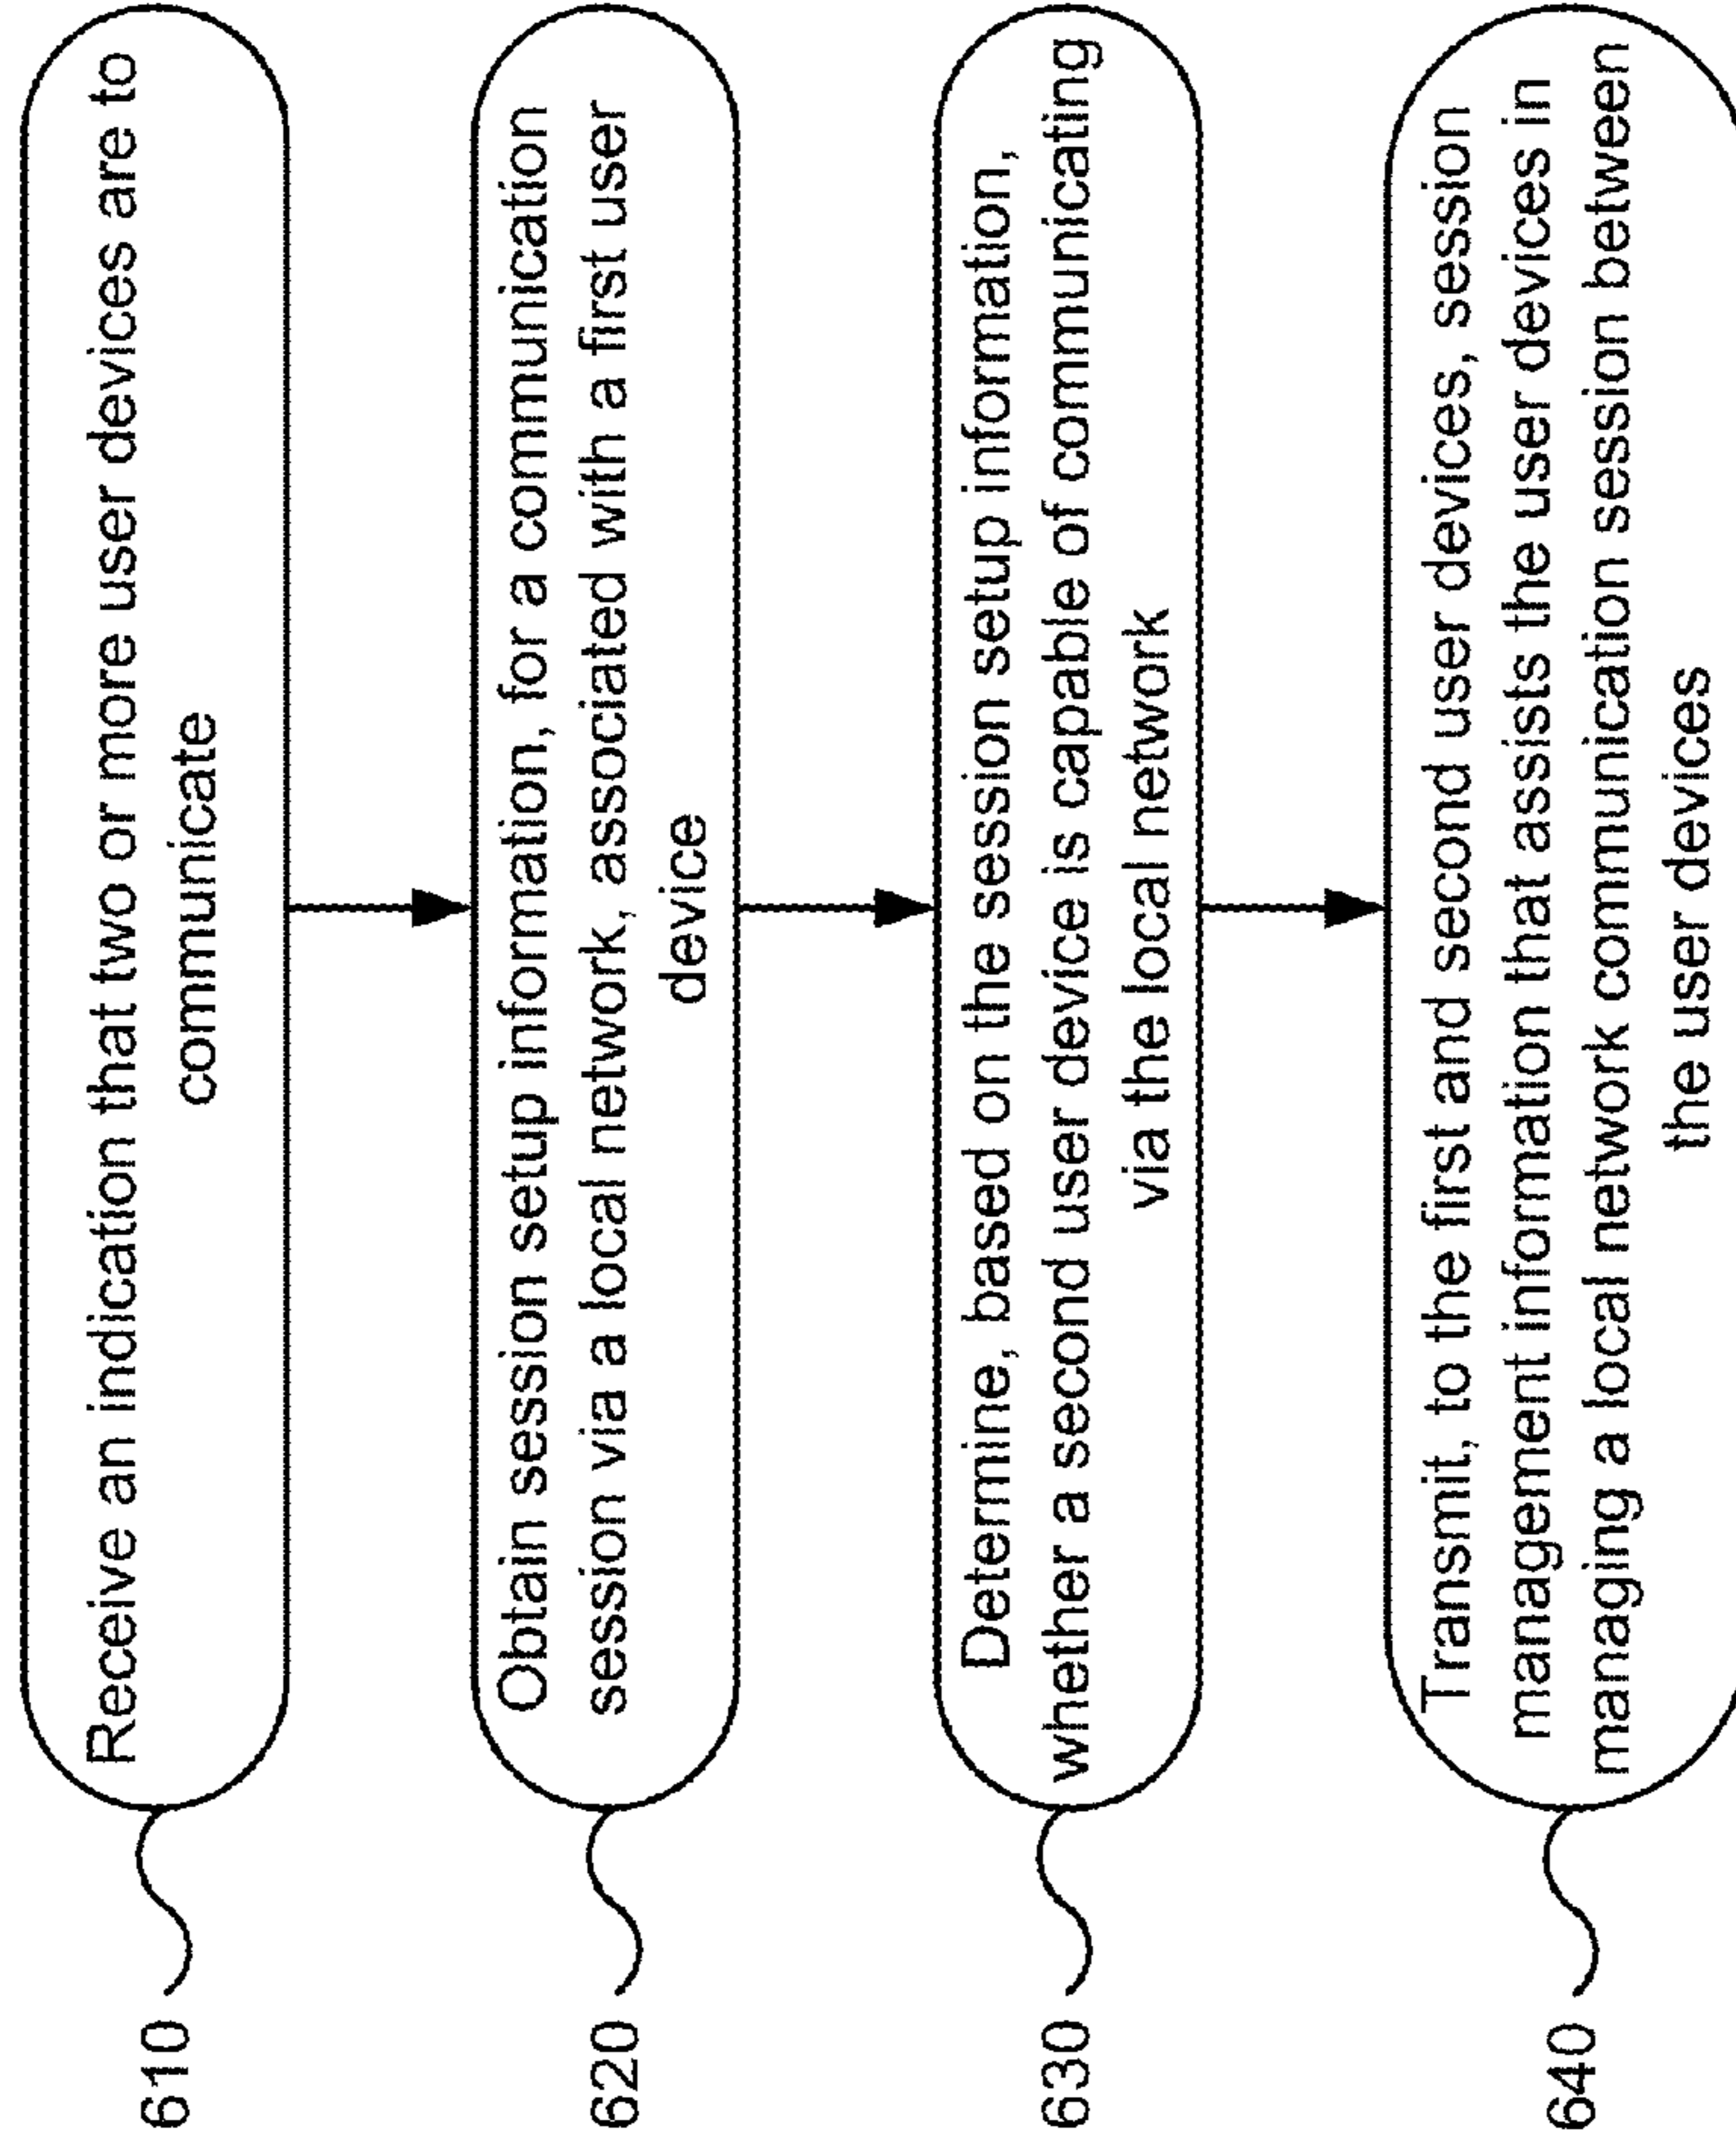 610
Receive an indication that two or more user devices are to
communicate
620
Obtain session setup information, for a communication
session via a local network, associated with a first user
device
630
Determine, based on the session setup information,
whether a second user device is capable of communicating
via the local network
640
Transmit, to the first and second user devices, session
management information that assists the user devices in
managing a local network communication session between
the user devices